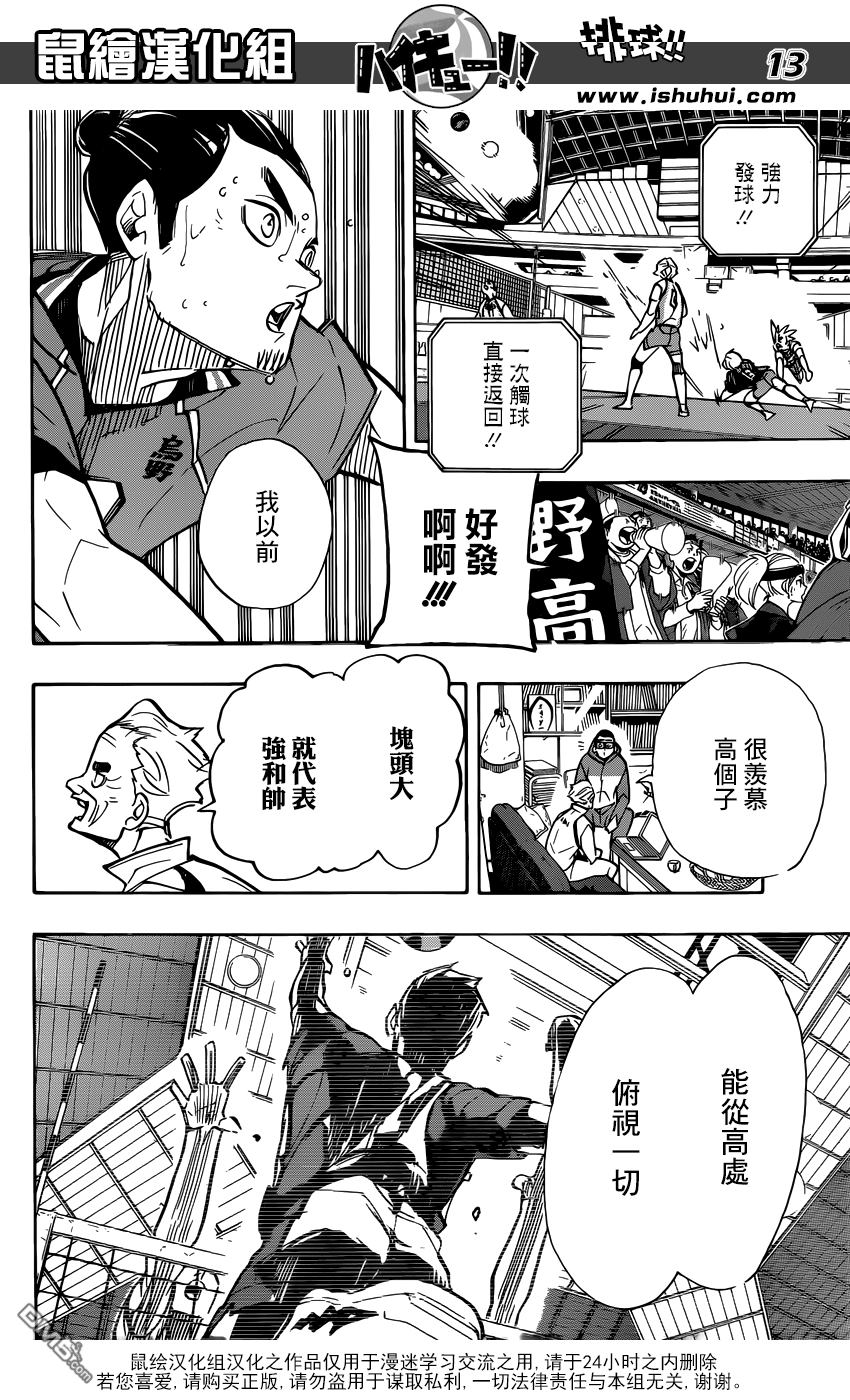 鼠繪漢化組
ハイキュー!!
排球!!
13
www.ishuhui.com
強力
發球!!
一次觸球
直接返回!!
烏野
好發
啊啊!!!
我以前
野高
很羨慕
高個子
塊頭大
就代表
強和帥
能從高處
俯視一切
鼠绘汉化组汉化之作品仅用于漫迷学习交流之用, 请于24小时之内删除
若您喜爱, 请购买正版, 请勿盗用于谋取私利, 一切法律责任与本组无关, 谢谢。